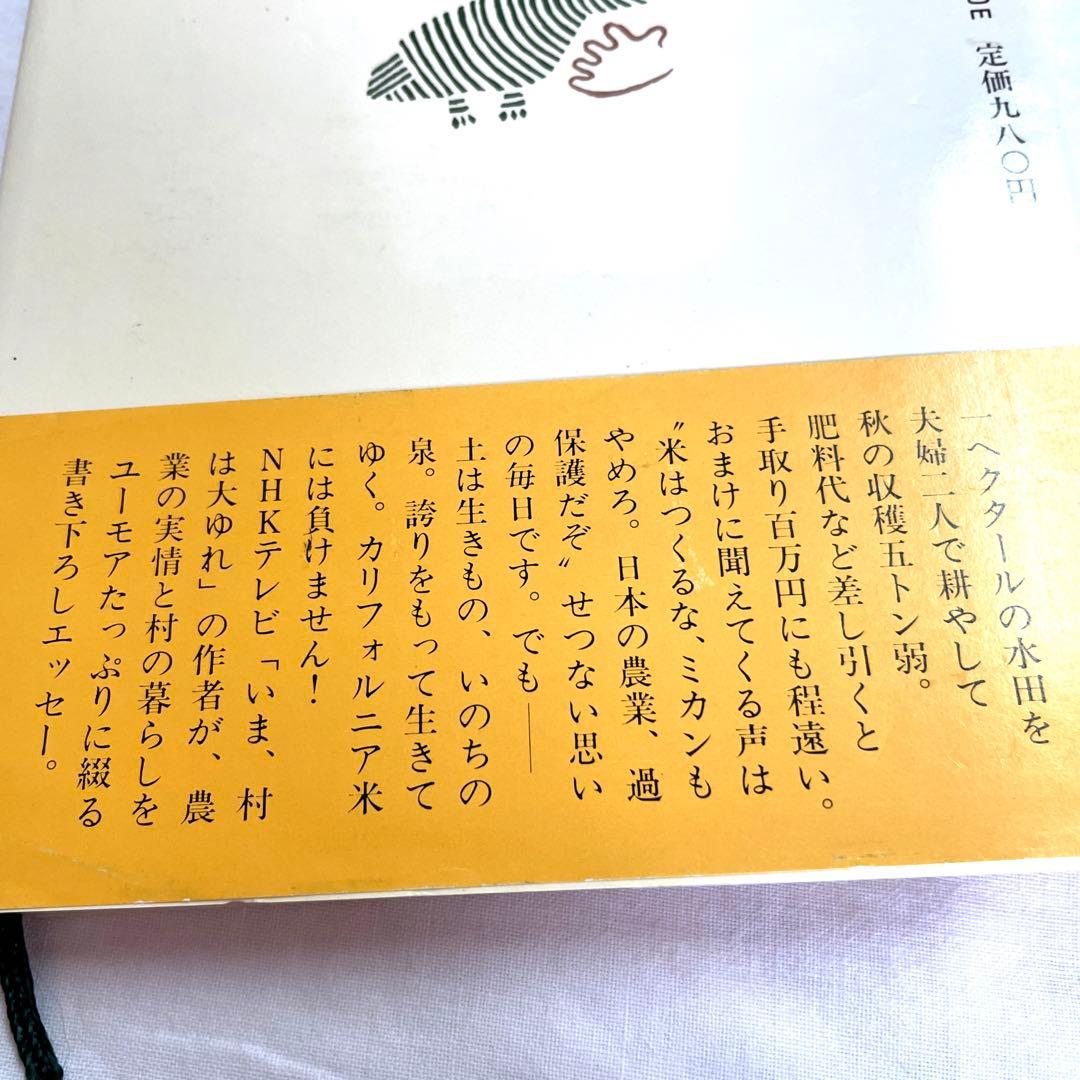 DE 定価九八〇円
一ヘクタールの水田を
夫婦二人で耕やして
秋の収穫五トン弱。
肥料代など差し引くと
手取り百万円にも程遠い。
おまけに聞えてくる声は
〝米はつくるな、ミカンも
やめろ。日本の農業、過
保護だぞ〟せつない思い
の毎日です。でも――
土は生きもの、いのちの
泉。誇りをもって生きて
ゆく。カリフォルニア米
には負けません！
NHKテレビ「いま、村
は大ゆれ」の作者が、農
業の実情と村の暮らしを
ユーモアたっぷりに綴る
書き下ろしエッセー。